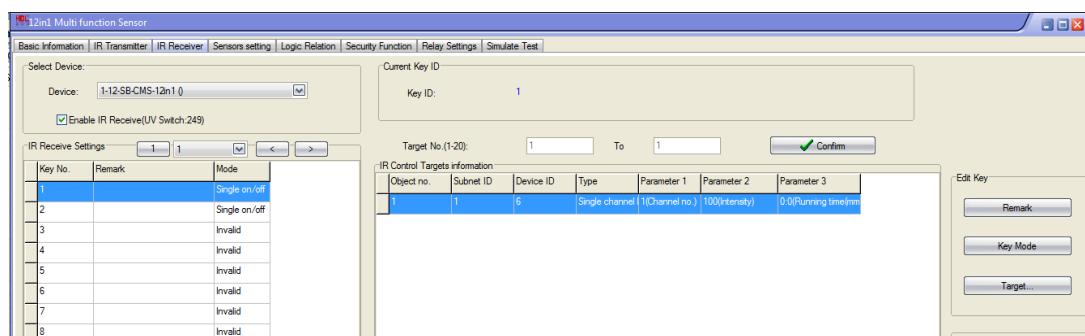 HDL 12in1 Multi function Sensor
Basic Information IR Transmitter IR Receiver Sensors setting Logic Relation Security Function Relay Settings Simulate Test
Select Device:
Device: 1-12-SB-CMS-12in1 ()
Enable IR Receive(UV Switch:249)
Current Key ID
Key ID: 1
IR Receive Settings 1 1 < >
Key No. Remark Mode
1 Single on/off
2 Single on/off
3 Invalid
4 Invalid
5 Invalid
6 Invalid
7 Invalid
8 Invalid
Target No.(1-20): 1 To 1 Confirm
IR Control Targets information
Object no. Subnet ID Device ID Type Parameter 1 Parameter 2 Parameter 3
1 1 6 Single channel 1(Channel no.) 100(Intensity) 0:0(Running time(mm
Edit Key
Remark
Key Mode
Target...